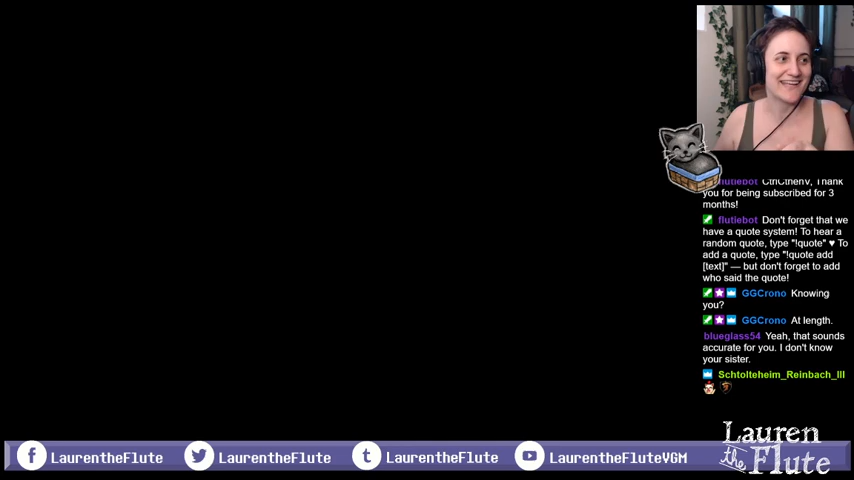 flutiebot CtrlCthenV, Thank
you for being subscribed for 3
months!
flutiebot Don't forget that we
have a quote system! To hear a
random quote, type "!quote" ♥ To
add a quote, type "!quote add
[text]" — but don't forget to add
who said the quote!
GGCrono Knowing
you?
GGCrono At length.
blueglass54 Yeah, that sounds
accurate for you. I don't know
your sister.
Schtolteheim_Reinbach_III
LaurentheFlute
LaurentheFlute
LaurentheFlute
LaurentheFluteVGM
Lauren
the Flute